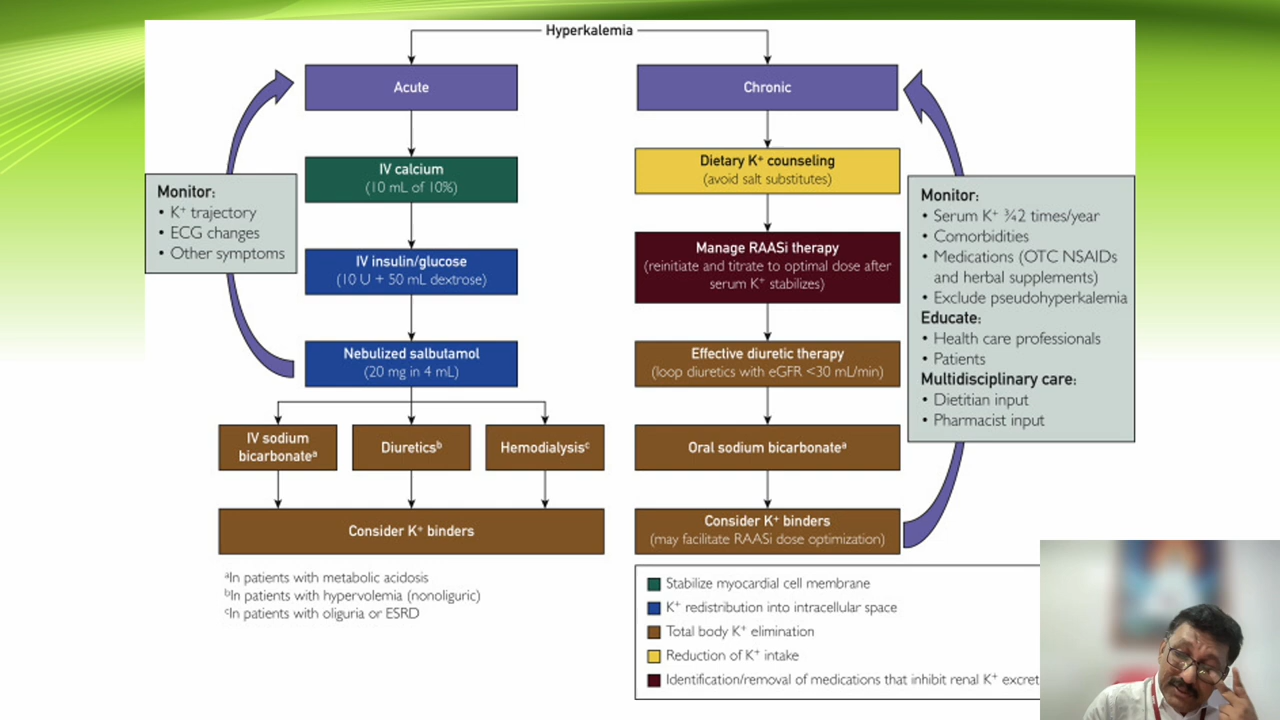 Hyperkalemia
Acute
IV calcium
(10 mL of 10%)
IV insulin/glucose
(10 U + 50 mL dextrose)
Nebulized salbutamol
(20 mg in 4 mL)
IV sodium
bicarbonateᵃ
Diureticsᵇ
Hemodialysisᶜ
Consider K⁺ binders
Monitor:
• K⁺ trajectory
• ECG changes
• Other symptoms
ᵃIn patients with metabolic acidosis
ᵇIn patients with hypervolemia (nonoliguric)
ᶜIn patients with oliguria or ESRD
Chronic
Dietary K⁺ counseling
(avoid salt substitutes)
Manage RAASi therapy
(reinitiate and titrate to optimal dose after
serum K⁺ stabilizes)
Effective diuretic therapy
(loop diuretics with eGFR <30 mL/min)
Oral sodium bicarbonateᵃ
Consider K⁺ binders
(may facilitate RAASi dose optimization)
Monitor:
• Serum K⁺ ¾2 times/year
• Comorbidities
• Medications (OTC NSAIDs
and herbal supplements)
• Exclude pseudohyperkalemia
Educate:
• Health care professionals
• Patients
Multidisciplinary care:
• Dietitian input
• Pharmacist input
Stabilize myocardial cell membrane
K⁺ redistribution into intracellular space
Total body K⁺ elimination
Reduction of K⁺ intake
Identification/removal of medications that inhibit renal K⁺ excret